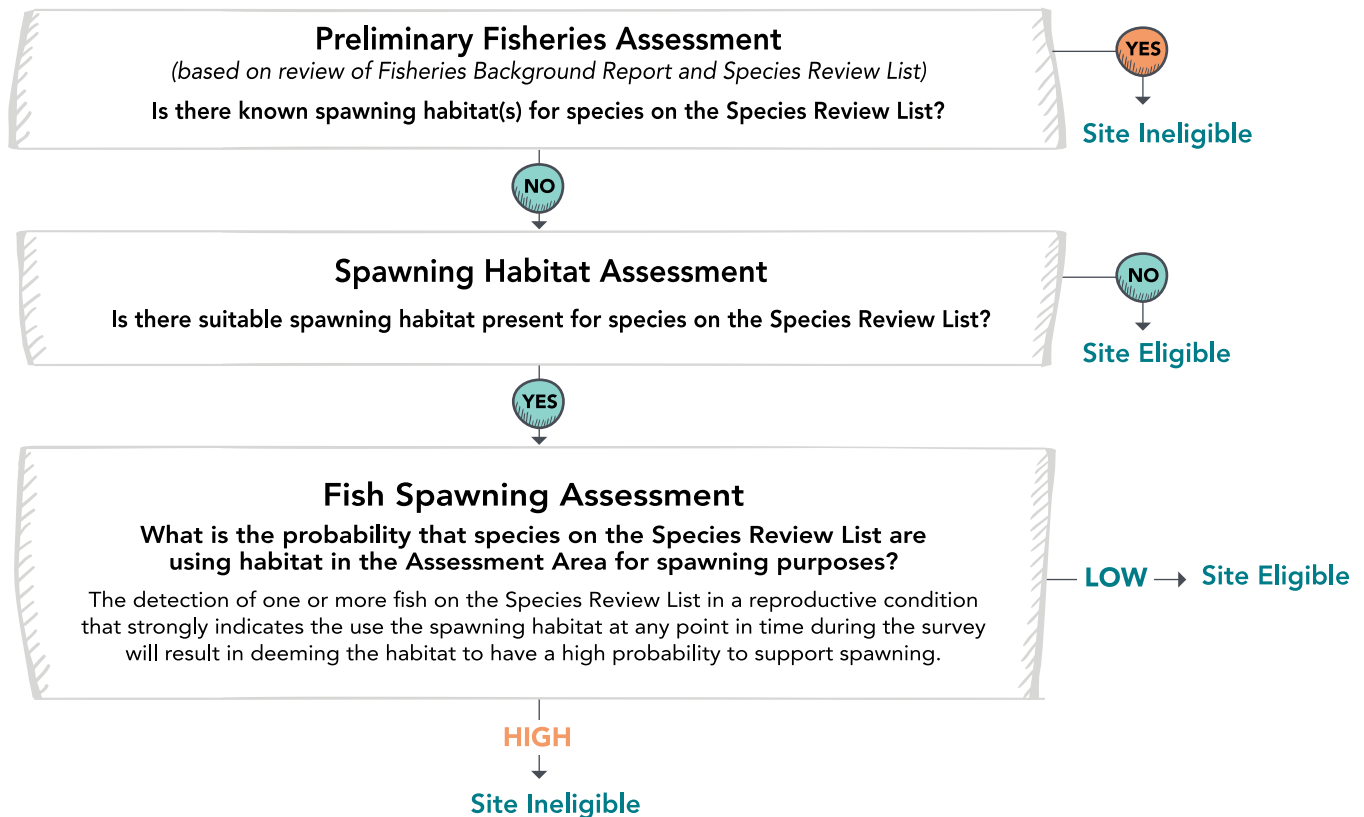 Preliminary Fisheries Assessment
(based on review of Fisheries Background Report and Species Review List)
Is there known spawning habitat(s) for species on the Species Review List?
YES
Site Ineligible
NO
Spawning Habitat Assessment
Is there suitable spawning habitat present for species on the Species Review List?
NO
Site Eligible
YES
Fish Spawning Assessment
What is the probability that species on the Species Review List are
using habitat in the Assessment Area for spawning purposes?
The detection of one or more fish on the Species Review List in a reproductive condition
that strongly indicates the use the spawning habitat at any point in time during the survey
will result in deeming the habitat to have a high probability to support spawning.
LOW
Site Eligible
HIGH
Site Ineligible